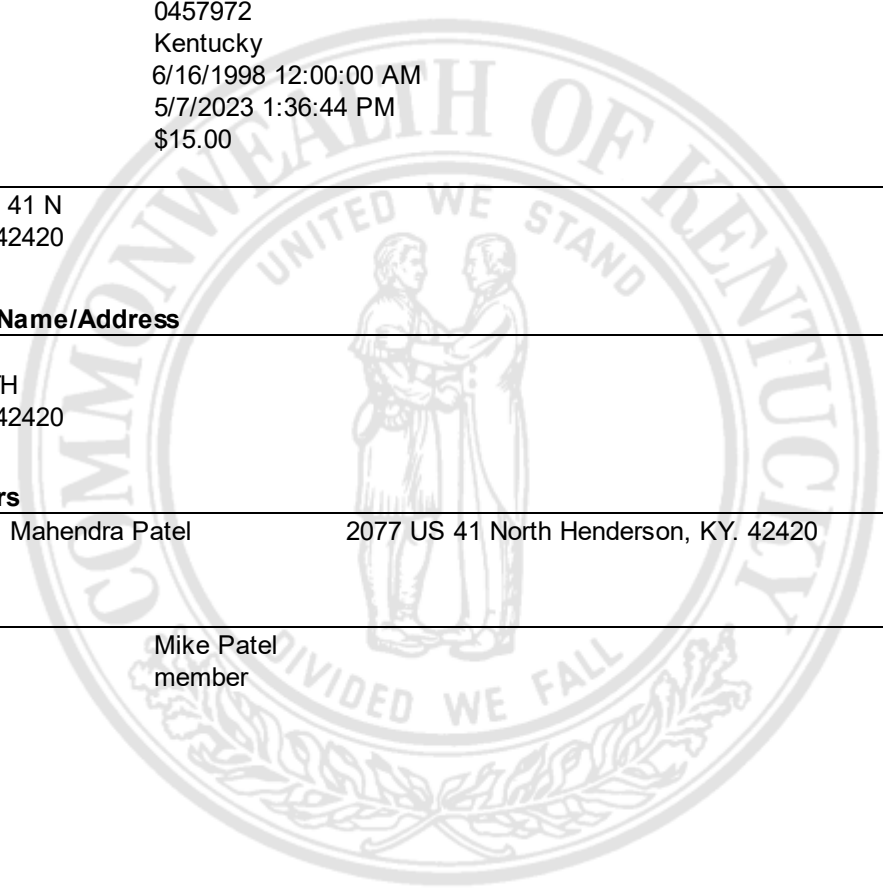 0457972
Kentucky
6/16/1998 12:00:00 AM
5/7/2023 1:36:44 PM
$15.00
41 N
42420
Name/Address
H
42420
rs
Mahendra Patel 2077 US 41 North Henderson, KY. 42420
Mike Patel
member
COMMONWEALTH OF KENTUCKY
UNITED WE STAND
DIVIDED WE FALL